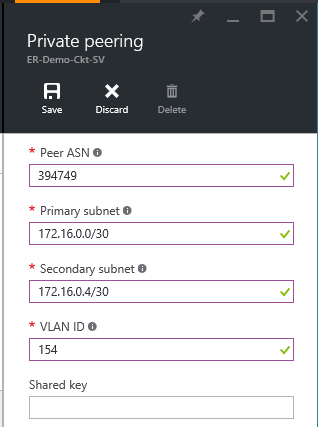 Private peering
ER-Demo-Ckt-SV
Save Discard Delete
* Peer ASN
394749
* Primary subnet
172.16.0.0/30
* Secondary subnet
172.16.0.4/30
* VLAN ID
154
Shared key